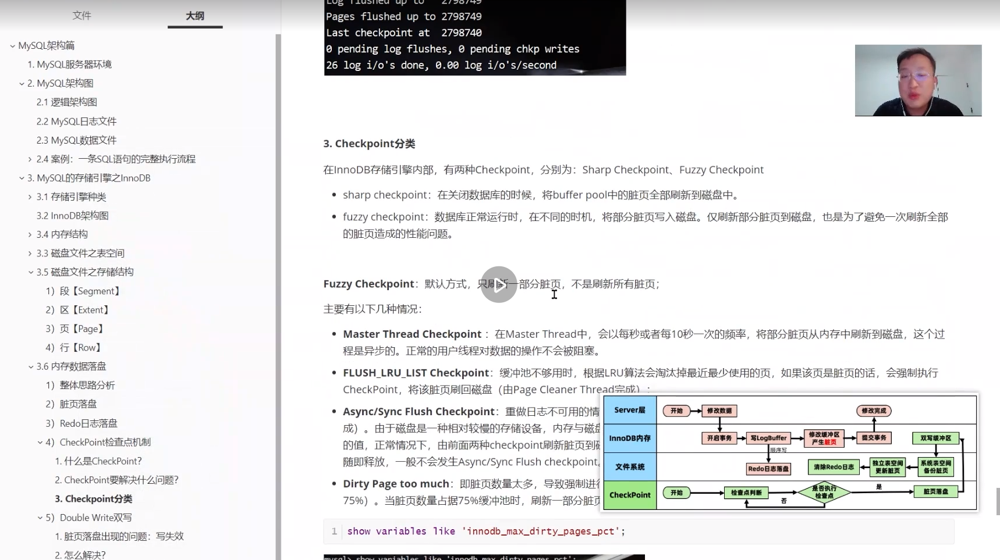 文件
大纲
MySQL架构篇
1. MySQL服务器环境
2. MySQL架构图
2.1 逻辑架构图
2.2 MySQL日志文件
2.3 MySQL数据文件
2.4 案例：一条SQL语句的完整执行流程
3. MySQL的存储引擎之InnoDB
3.1 存储引擎种类
3.2 InnoDB架构图
3.4 内存结构
3.3 磁盘文件之表空间
3.5 磁盘文件之存储结构
1）段【Segment】
2）区【Extent】
3）页【Page】
4）行【Row】
3.6 内存数据落盘
1）整体思路分析
2）脏页落盘
3）Redo日志落盘
4）CheckPoint检查点机制
1. 什么是CheckPoint?
2. CheckPoint要解决什么问题?
3. Checkpoint分类
5）Double Write双写
1. 脏页落盘出现的问题：写失效
2. 怎么解决?
Log flushed up to   2798749
Pages flushed up to 2798749
Last checkpoint at  2798740
0 pending log flushes, 0 pending chkp writes
26 log i/o's done, 0.00 log i/o's/second
3. Checkpoint分类
在InnoDB存储引擎内部，有两种Checkpoint，分别为：Sharp Checkpoint、Fuzzy Checkpoint
sharp checkpoint：在关闭数据库的时候，将buffer pool中的脏页全部刷新到磁盘中。
fuzzy checkpoint：数据库正常运行时，在不同的时机，将部分脏页写入磁盘。仅刷新部分脏页到磁盘，也是为了避免一次刷新全部
的脏页造成的性能问题。
Fuzzy Checkpoint：默认方式，只刷新一部分脏页，不是刷新所有脏页；
主要有以下几种情况：
Master Thread Checkpoint ：在Master Thread中，会以每秒或者每10秒一次的频率，将部分脏页从内存中刷新到磁盘，这个过
程是异步的。正常的用户线程对数据的操作不会被阻塞。
FLUSH_LRU_LIST Checkpoint：缓冲池不够用时，根据LRU算法会淘汰掉最近最少使用的页，如果该页是脏页的话，会强制执行
CheckPoint，将该脏页刷回磁盘（由Page Cleaner Thread完成）；
Async/Sync Flush Checkpoint：重做日志不可用的情
成）。由于磁盘是一种相对较慢的存储设备，内存与磁盘
的值，正常情况下，由前面两种checkpoint刷新脏页到磁
随即释放，一般不会发生Async/Sync Flush checkpoint。
Dirty Page too much：即脏页数量太多，导致强制进行
75%）。当脏页数量占据75%缓冲池时，刷新一部分脏页
Server层
开始
修改数据
修改完成
InnoDB内存
开启事务
写LogBuffer
修改缓冲区
产生脏页
提交事务
双写缓冲区
顺序写
文件系统
Redo日志落盘
清除Redo日志
独立表空间
更新脏页
系统表空间
备份脏页
CheckPoint
开始
检查点判断
是否执行
检查点
是
否
脏页落盘
1 show variables like 'innodb_max_dirty_pages_pct';
mysql> show variables like 'innodb_max_dirty_pages_pct';